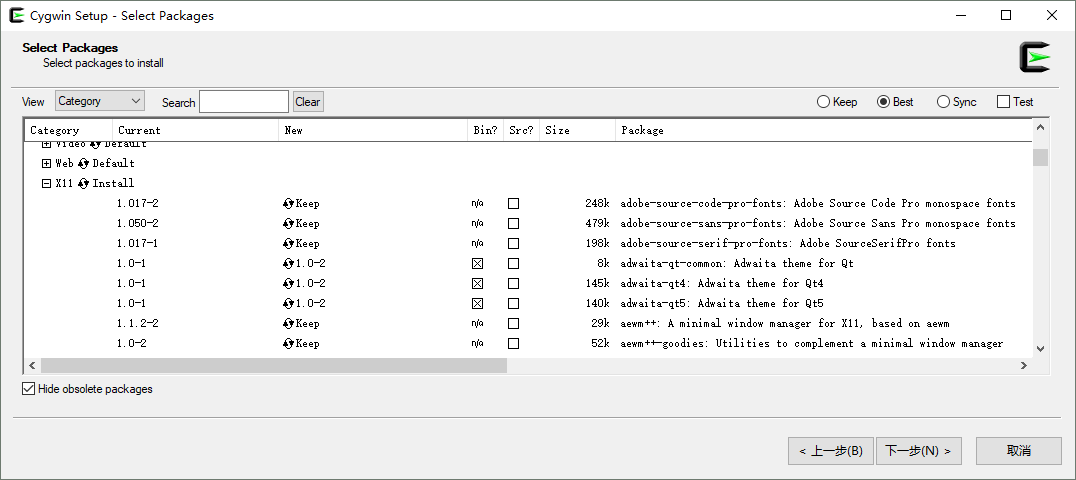 Cygwin Setup - Select Packages
Select Packages
Select packages to install
View Category Search Clear Keep Best Sync Test
Category Current New Bin? Src? Size Package
Video Default
Web Default
X11 Install
1.017-2 Keep n/a 248k adobe-source-code-pro-fonts: Adobe Source Code Pro monospace fonts
1.050-2 Keep n/a 479k adobe-source-sans-pro-fonts: Adobe Source Sans Pro monospace fonts
1.017-1 Keep n/a 198k adobe-source-serif-pro-fonts: Adobe SourceSerifPro fonts
1.0-1 1.0-2 8k adwaita-qt-common: Adwaita theme for Qt
1.0-1 1.0-2 145k adwaita-qt4: Adwaita theme for Qt4
1.0-1 1.0-2 140k adwaita-qt5: Adwaita theme for Qt5
1.1.2-2 Keep n/a 29k aewm++: A minimal window manager for X11, based on aewm
1.0-2 Keep n/a 52k aewm++-goodies: Utilities to complement a minimal window manager
Hide obsolete packages
< 上一步(B) 下一步(N) > 取消